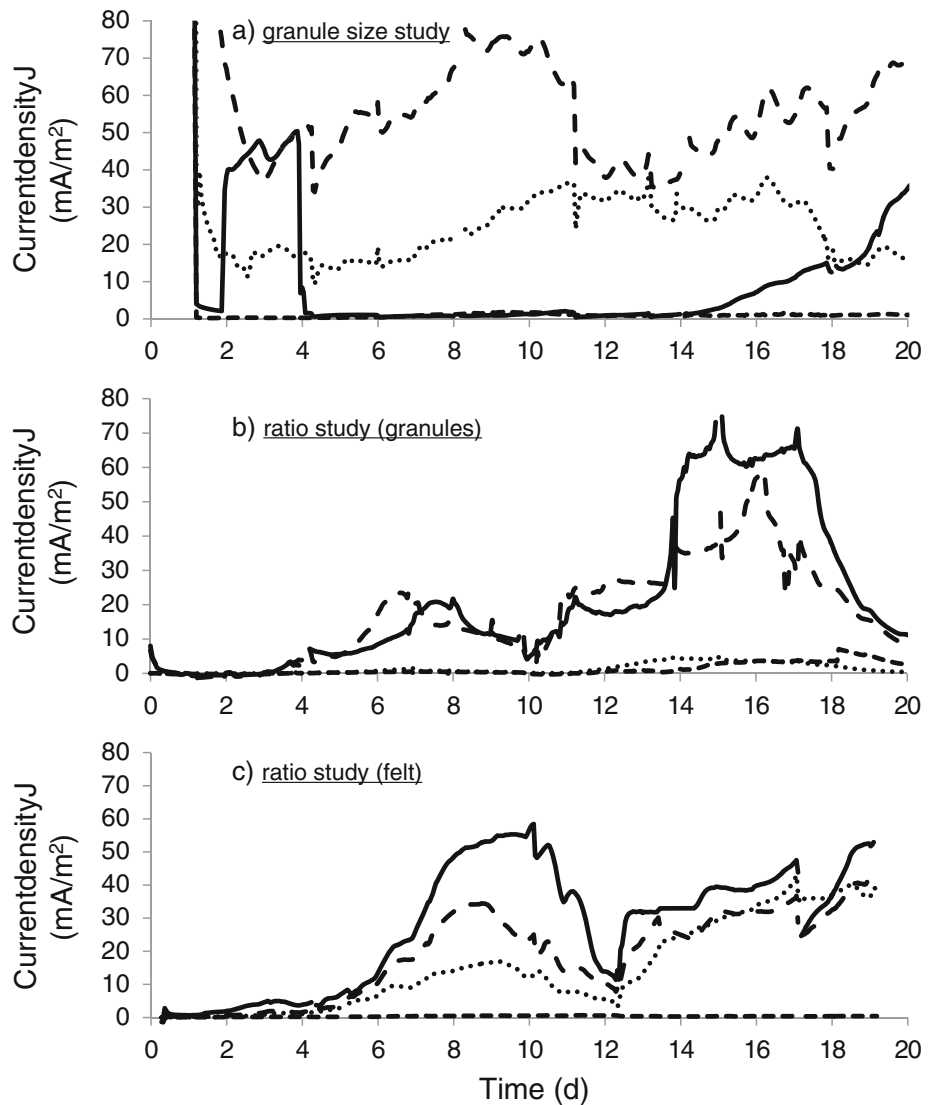 a) granule size study
CurrentdensityJ
(mA/m²)
80
70
60
50
40
30
20
10
0
0 2 4 6 8 10 12 14 16 18 20
b) ratio study (granules)
CurrentdensityJ
(mA/m²)
80
70
60
50
40
30
20
10
0
0 2 4 6 8 10 12 14 16 18 20
c) ratio study (felt)
CurrentdensityJ
(mA/m²)
80
70
60
50
40
30
20
10
0
0 2 4 6 8 10 12 14 16 18 20
Time (d)